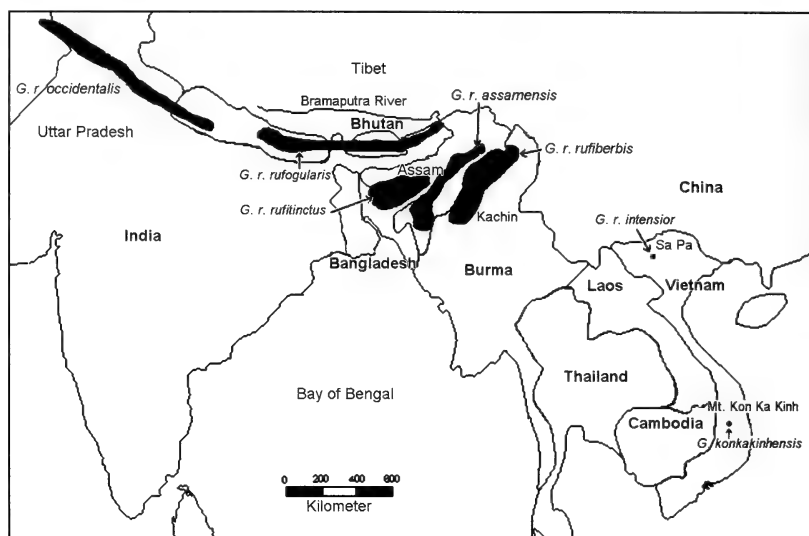 Tibet
G. r. assamensis
G. r. occidentalis
Bramaputra River
Bhutan
Uttar Pradesh
G. r. rufiberbis
G. r. rufogularis
Assam
China
G. r. rufitinctus
Kachin
G. r. intensior
Sa Pa
India
Bangladesh
Burma
Laos
Vietnam
Thailand
Bay of Bengal
Mt. Kon Ka Kinh
Cambodia
G. konkakinhensis
0 200 400 600
Kilometer